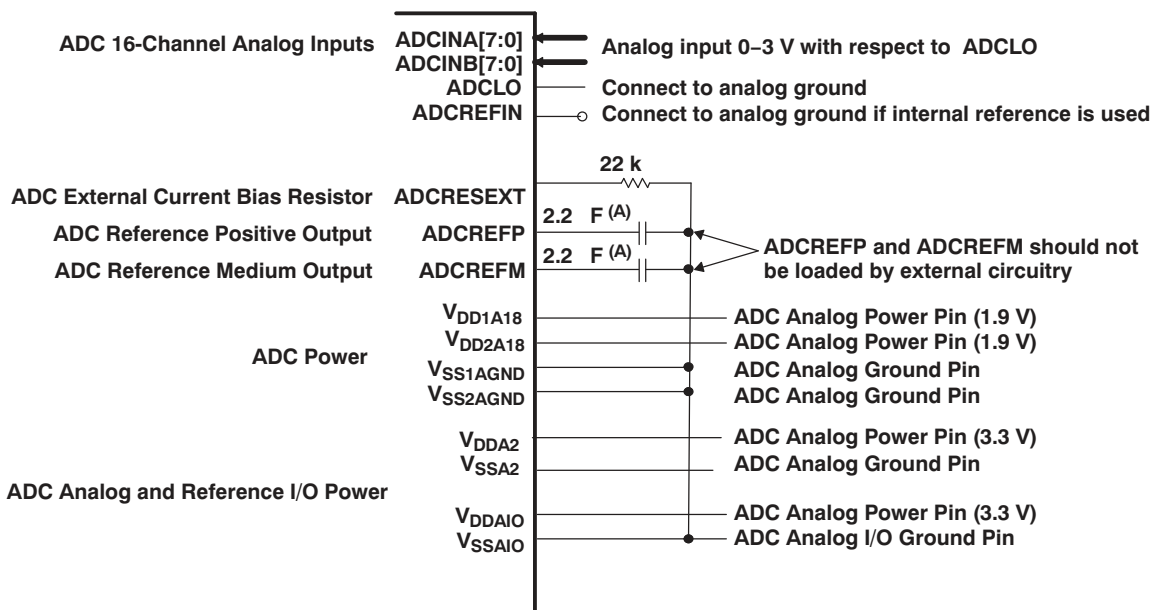 ADC 16-Channel Analog Inputs
ADCINA[7:0]
ADCINB[7:0]
Analog input 0–3 V with respect to ADCLO
ADCLO
Connect to analog ground
ADCREFIN
Connect to analog ground if internal reference is used
22 k
ADC External Current Bias Resistor
ADCRESEXT
ADC Reference Positive Output
ADCREFP
2.2 F (A)
ADC Reference Medium Output
ADCREFM
2.2 F (A)
ADCREFP and ADCREFM should not
be loaded by external circuitry
VDD1A18
ADC Analog Power Pin (1.9 V)
VDD2A18
ADC Analog Power Pin (1.9 V)
ADC Power
VSS1AGND
ADC Analog Ground Pin
VSS2AGND
ADC Analog Ground Pin
VDDA2
ADC Analog Power Pin (3.3 V)
VSSA2
ADC Analog Ground Pin
ADC Analog and Reference I/O Power
VDDAIO
ADC Analog Power Pin (3.3 V)
VSSAIO
ADC Analog I/O Ground Pin